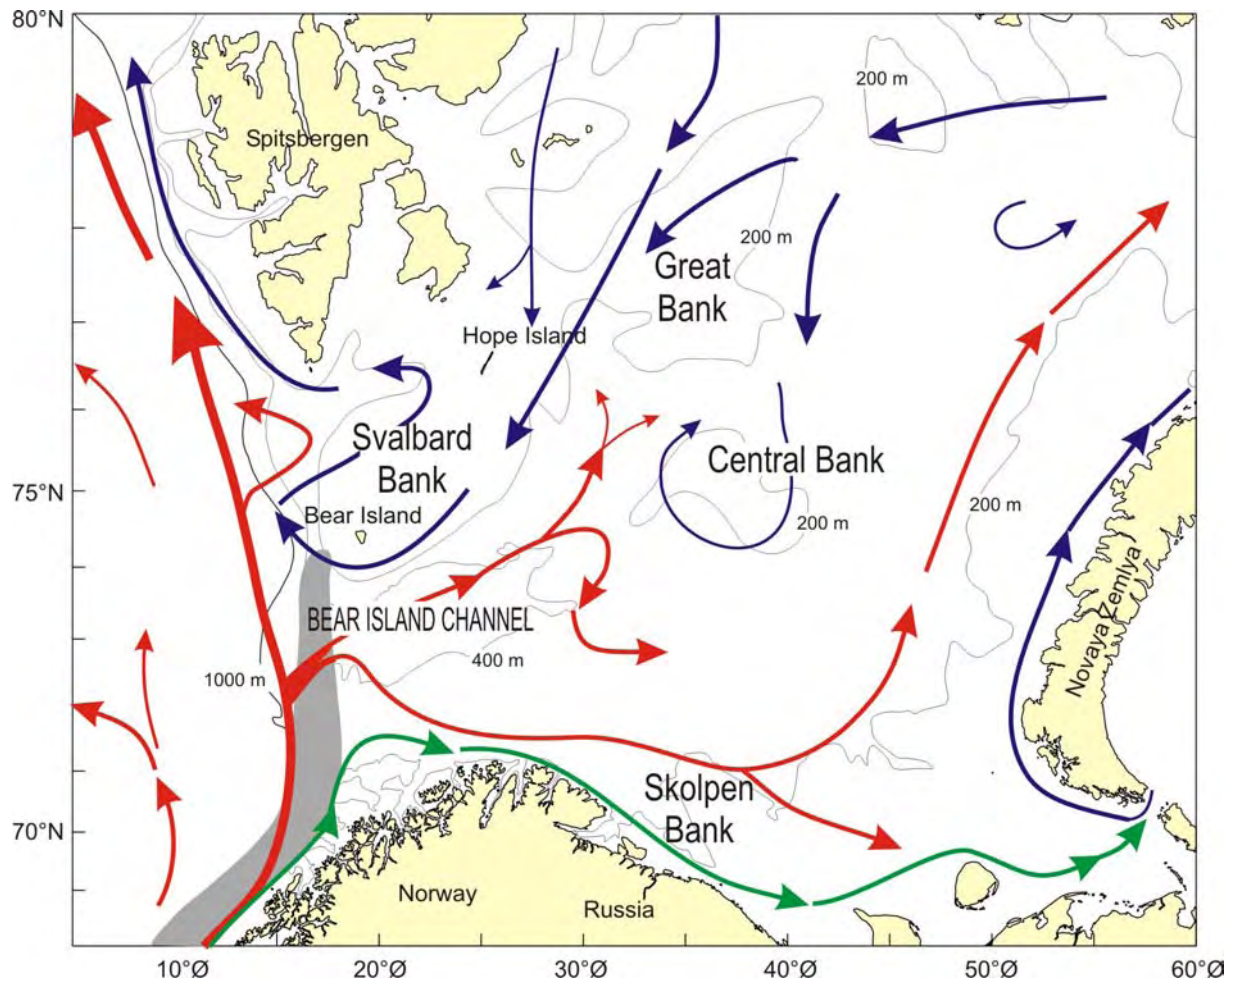 80°N
200 m
Spitsbergen
200 m
Great
Bank
Hope Island
Svalbard
Bank
Central Bank
75°N
200 m
Bear Island
200 m
BEAR ISLAND CHANNEL
Novaya Zemlya
400 m
1000 m
Skolpen
Bank
70°N
Norway
Russia
10°Ø
20°Ø
30°Ø
40°Ø
50°Ø
60°Ø